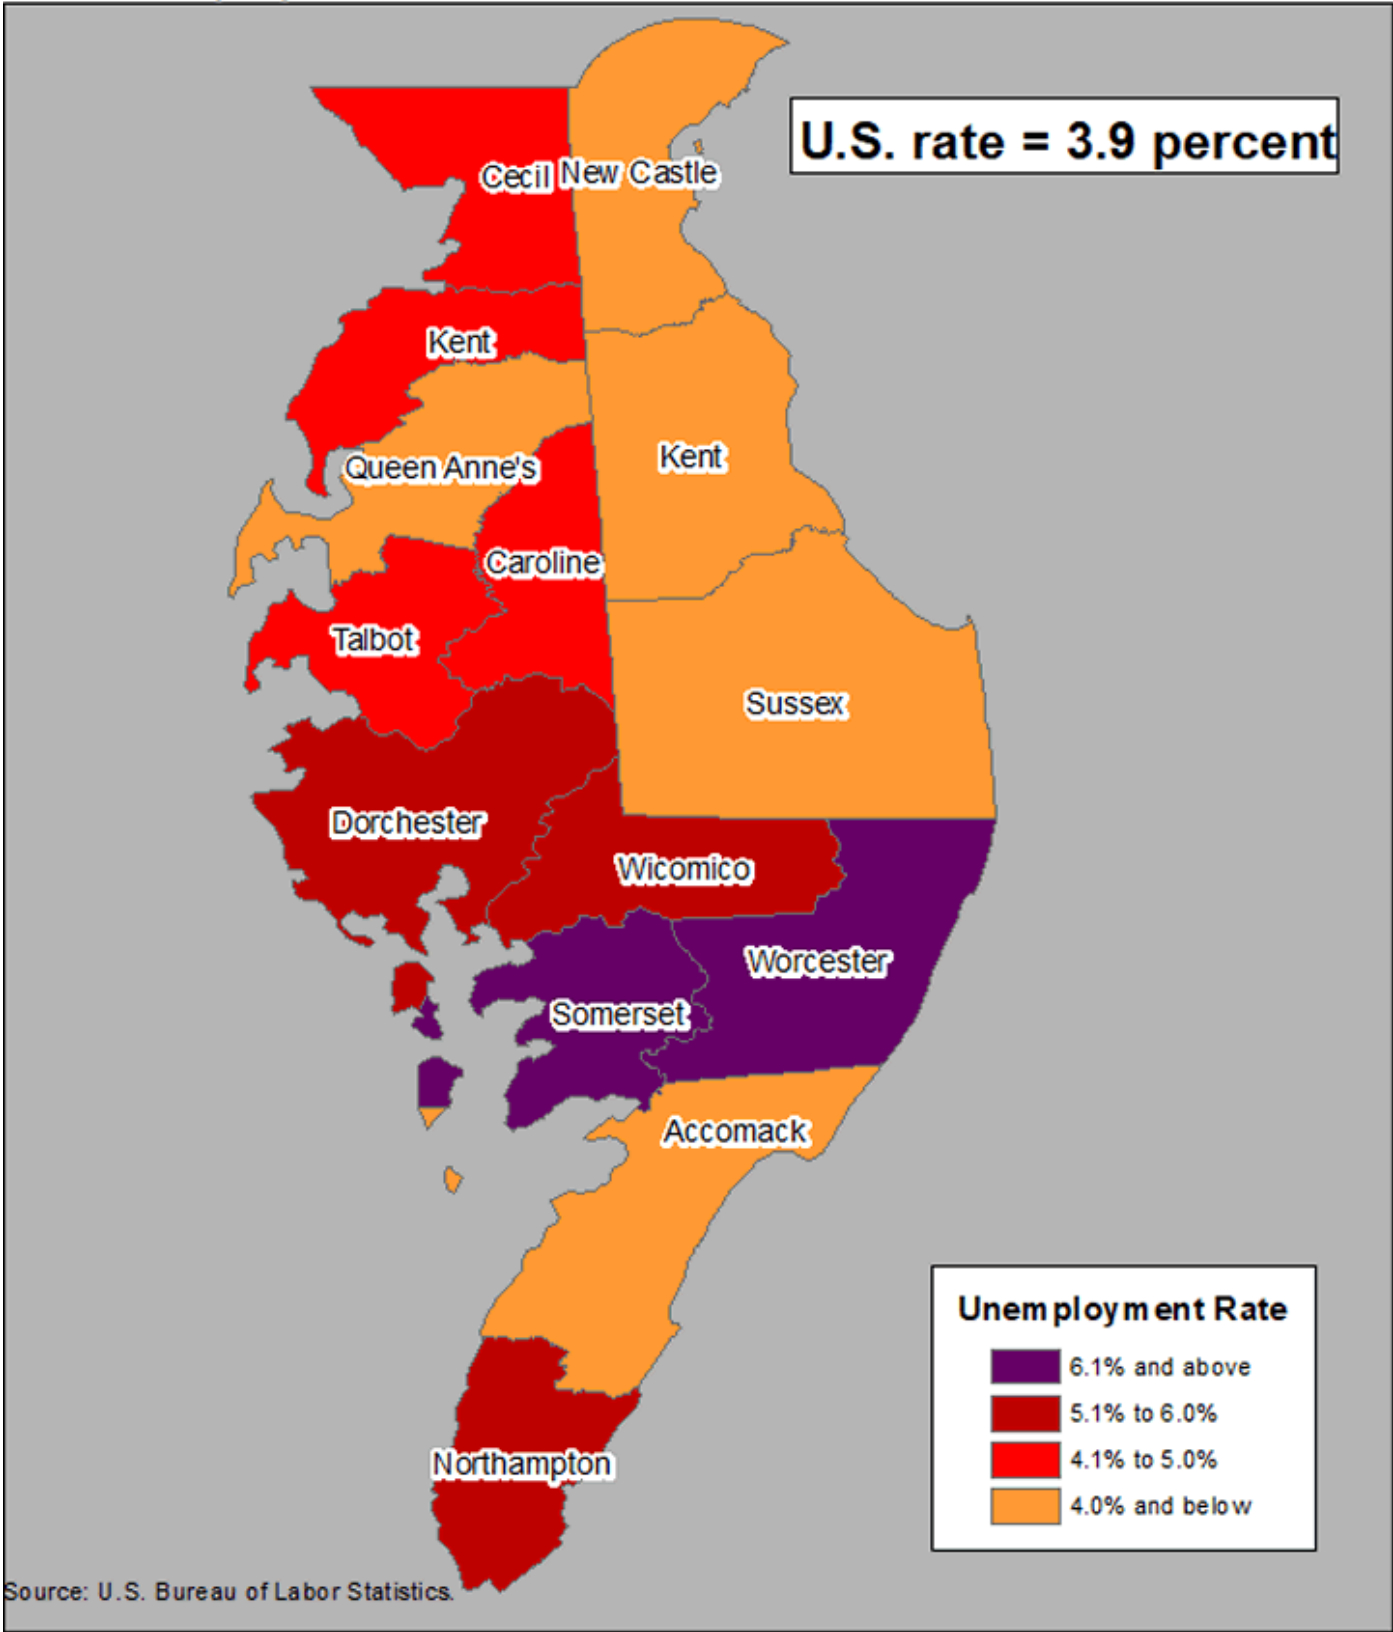 U.S. rate = 3.9 percent
Cecil
New Castle
Kent
Kent
Queen Anne's
Caroline
Talbot
Sussex
Dorchester
Wicomico
Worcester
Somerset
Accomack
Northampton
Unemployment Rate
6.1% and above
5.1% to 6.0%
4.1% to 5.0%
4.0% and below
Source: U.S. Bureau of Labor Statistics.